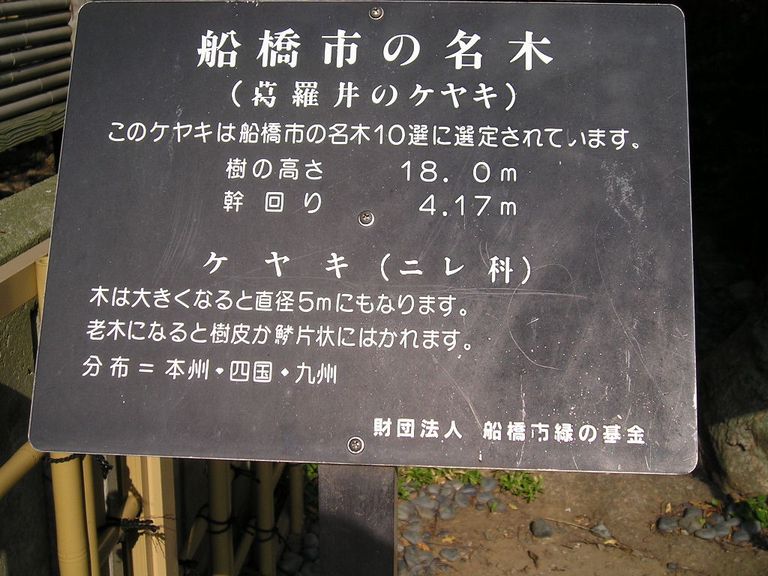 船橋市の名木
(葛羅井のケヤキ)
このケヤキは船橋市の名木10選に選定されています。
樹の高さ 18.0m
幹回り 4.17m
ケヤキ(ニレ科)
木は大きくなると直径5mにもなります。
老木になると樹皮か鱗片状にはかれます。
分布=本州・四国・九州
財団法人 船橋市緑の基金